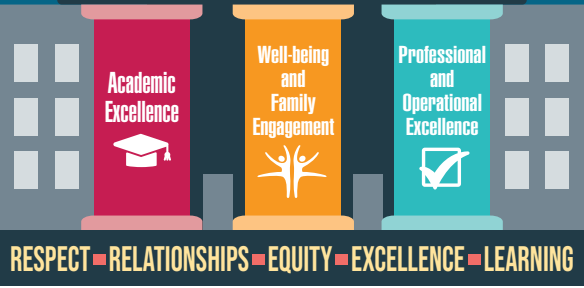 Academic
Excellence
Well-being
and
Family
Engagement
Professional
and
Operational
Excellence
RESPECT RELATIONSHIPS EQUITY EXCELLENCE LEARNING